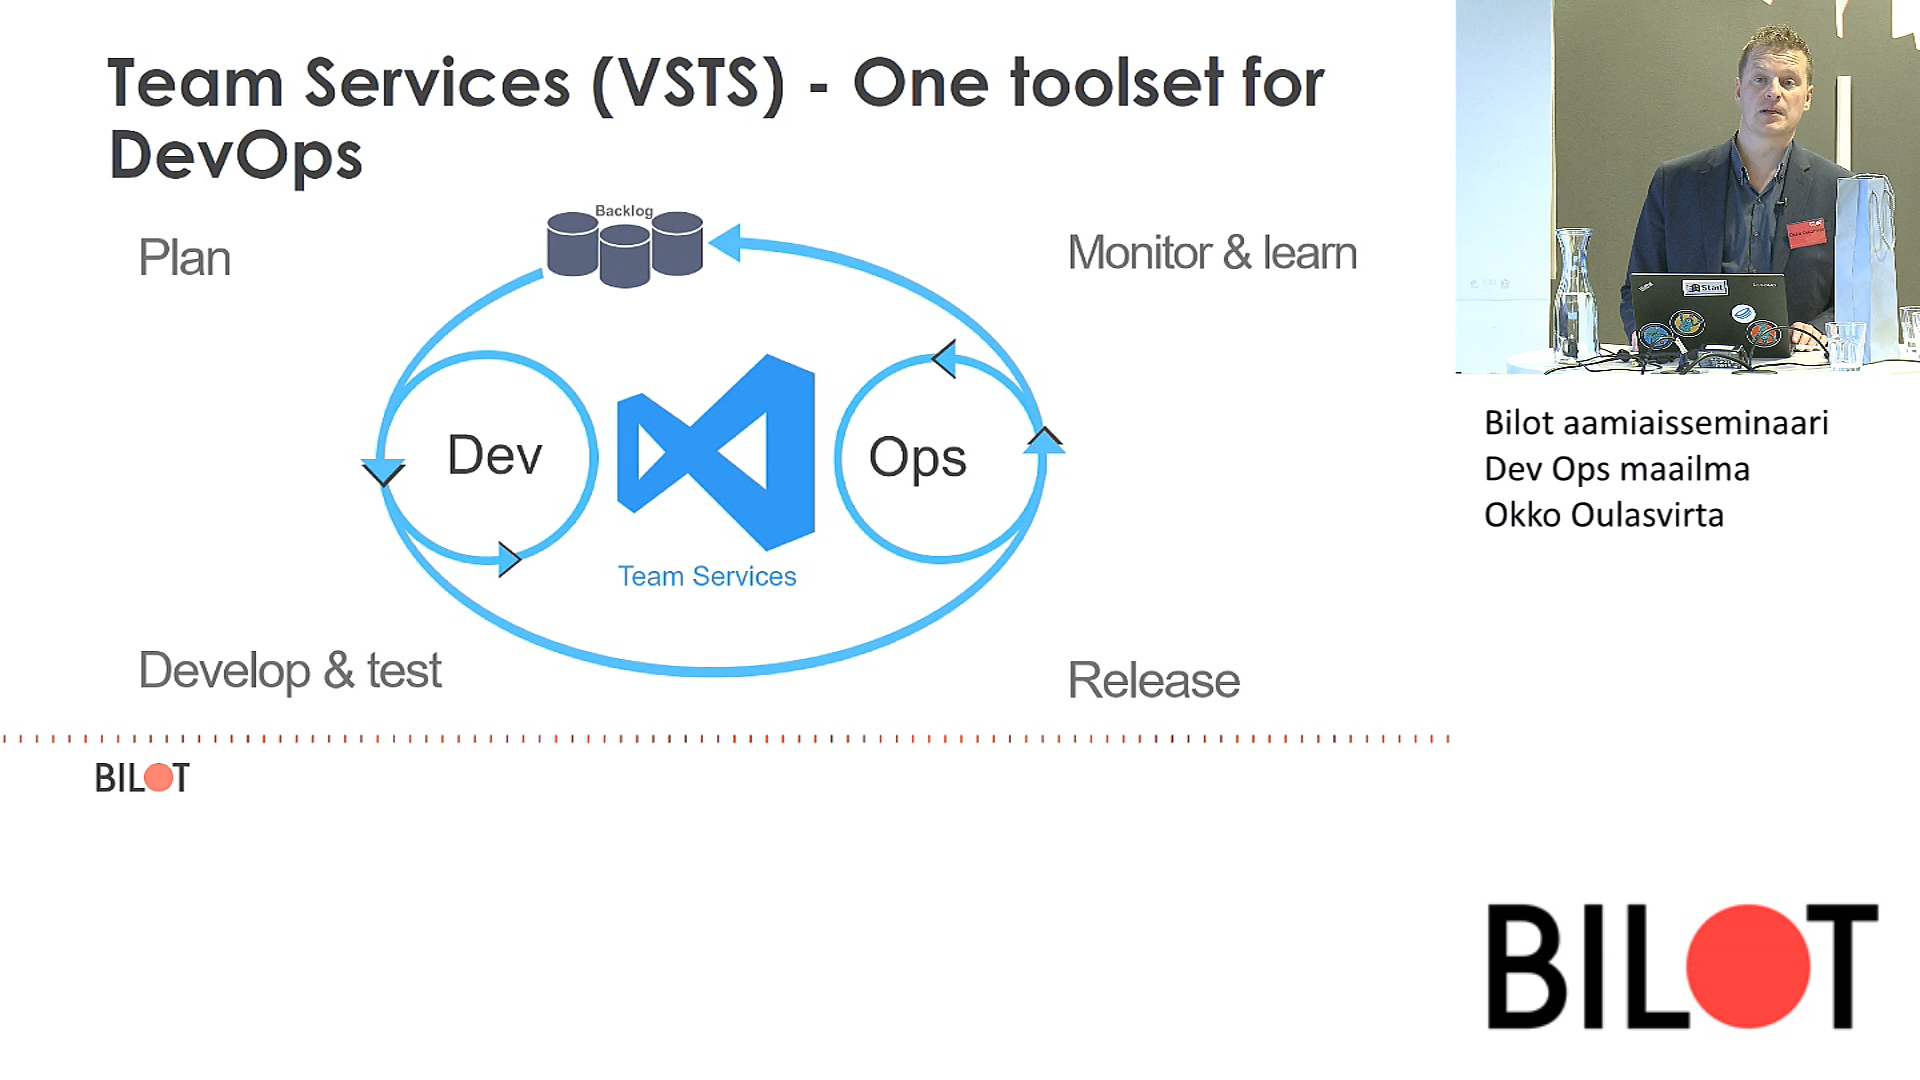 Team Services (VSTS) - One toolset for
DevOps
Backlog
Plan
Monitor & learn
Dev
Ops
Team Services
Develop & test
Release
BILOT
Start
Bilot aamiaisseminaari
Dev Ops maailma
Okko Oulasvirta
BILOT